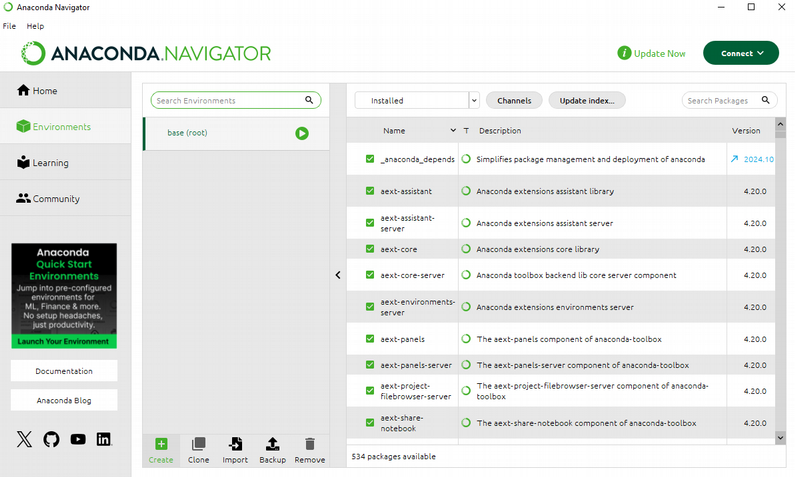 Anaconda Navigator
File Help
ANACONDA.NAVIGATOR
i Update Now
Connect
Home
Environments
Learning
Community
Anaconda
Quick Start
Environments
Jump into pre-configured
environments for
ML, Finance & more.
No setup headaches,
just productivity.
Launch Your Environment
Documentation
Anaconda Blog
Search Environments
base (root)
Create Clone Import Backup Remove
Installed Channels Update index... Search Packages
Name T Description Version
_anaconda_depends Simplifies package management and deployment of anaconda 2024.10
aext-assistant Anaconda extensions assistant library 4.20.0
aext-assistant-
server Anaconda extensions assistant server 4.20.0
aext-core Anaconda extensions core library 4.20.0
aext-core-server Anaconda toolbox backend lib core server component 4.20.0
aext-environments-
server Anaconda extensions environments server 4.20.0
aext-panels The aext-panels component of anaconda-toolbox 4.20.0
aext-panels-server The aext-panels-server component of anaconda-toolbox 4.20.0
aext-project-
filebrowser-server The aext-project-filebrowser-server component of anaconda-
toolbox 4.20.0
aext-share-
notebook The aext-share-notebook component of anaconda-toolbox 4.20.0
534 packages available